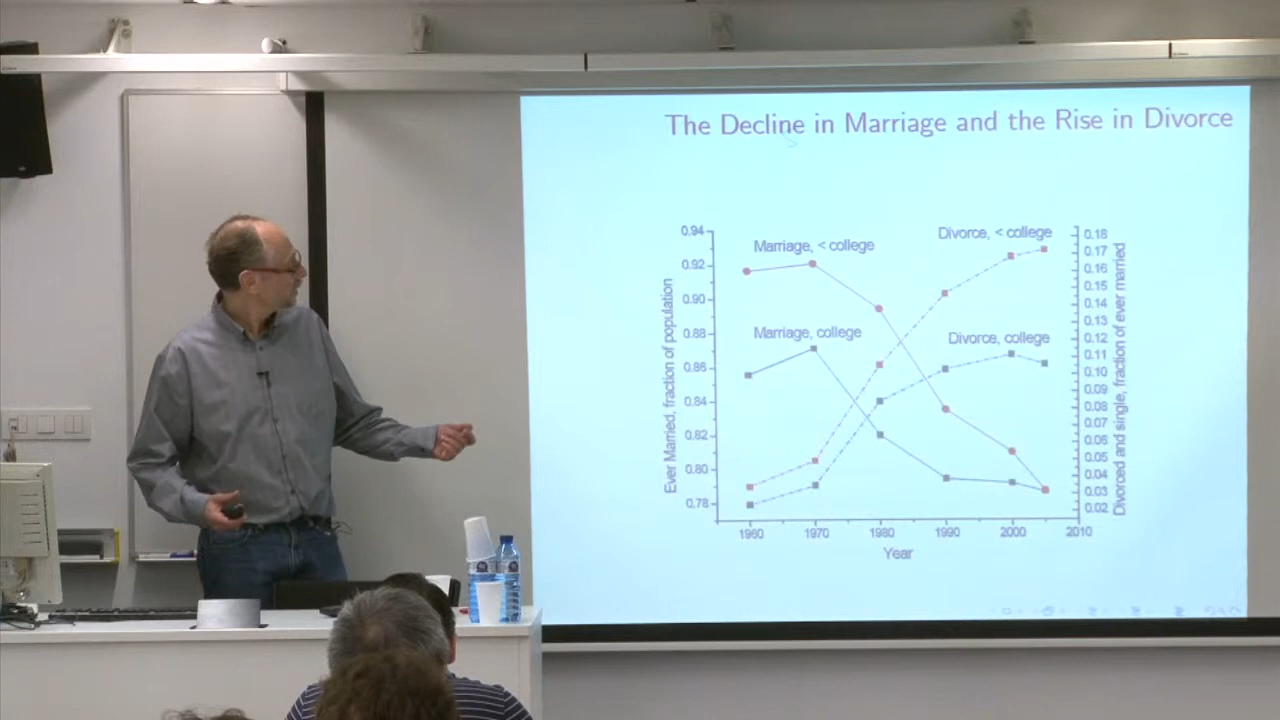 The Decline in Marriage and the Rise in Divorce
Marriage, < college
Divorce, < college
Marriage, college
Divorce, college
Ever Married, fraction of population
0.94
0.92
0.90
0.88
0.86
0.84
0.82
0.80
0.78
0.18
0.17
0.16
0.15
0.14
0.13
0.12
0.11
0.10
0.09
0.08
0.07
0.06
0.05
0.04
0.03
0.02
Divorced and single, fraction of ever married
1960 1970 1980 1990 2000 2010
Year